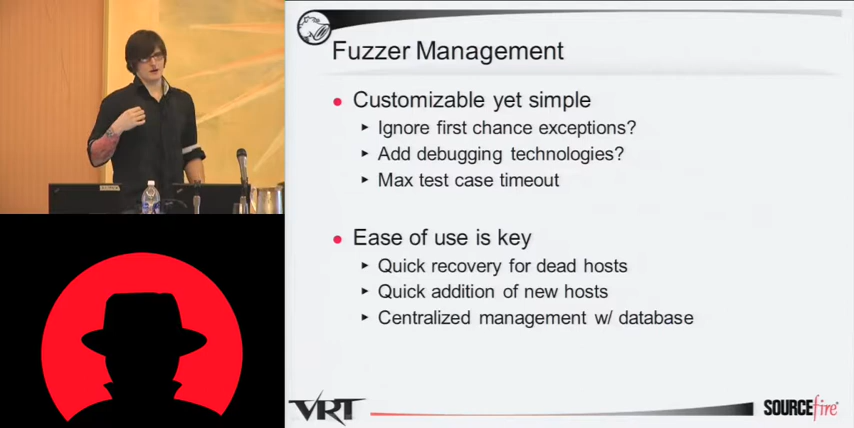 Fuzzer Management
Customizable yet simple
Ignore first chance exceptions?
Add debugging technologies?
Max test case timeout
Ease of use is key
Quick recovery for dead hosts
Quick addition of new hosts
Centralized management w/ database
VRT
SOURCEfire